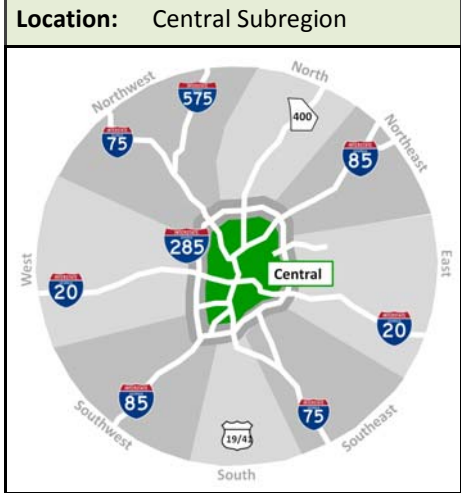 Location: Central Subregion
North
Northwest
575
400
75
Northeast
85
285
West
East
Central
20
20
85
75
19/41
Southwest
Southeast
South